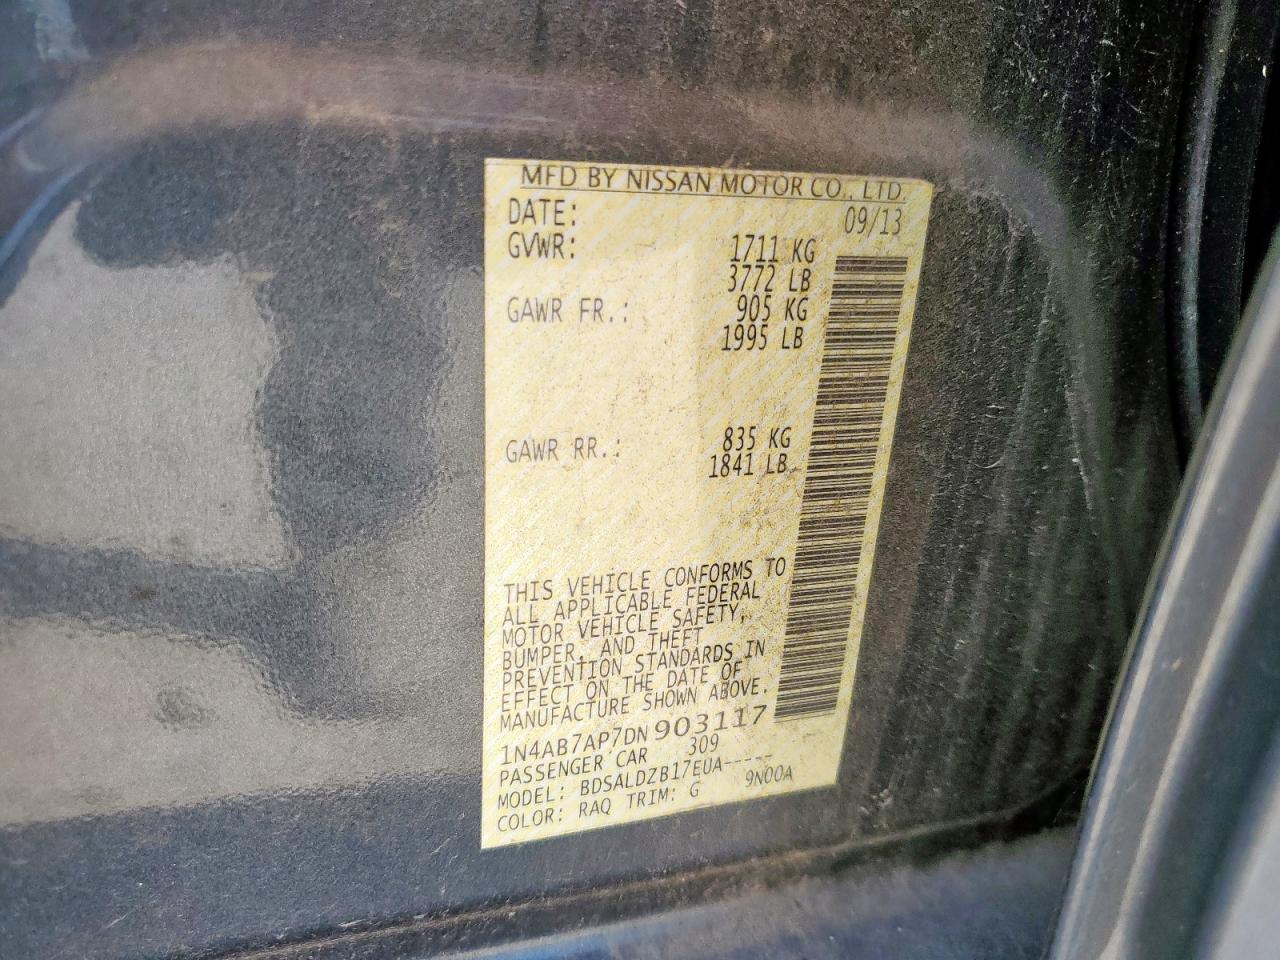 MFD BY NISSAN MOTOR CO., LTD.
DATE: 09/13
GVWR: 1711 KG
3772 LB
GAWR FR.: 905 KG
1995 LB
GAWR RR.: 835 KG
1841 LB
THIS VEHICLE CONFORMS TO
ALL APPLICABLE FEDERAL
MOTOR VEHICLE SAFETY,
BUMPER, AND THEFT
PREVENTION STANDARDS IN
EFFECT ON THE DATE OF
MANUFACTURE SHOWN ABOVE.
1N4AB7AP7DN903117
PASSENGER CAR 309
MODEL: BDSALDZB17EUA-----
COLOR: RAQ TRIM: G 9N00A